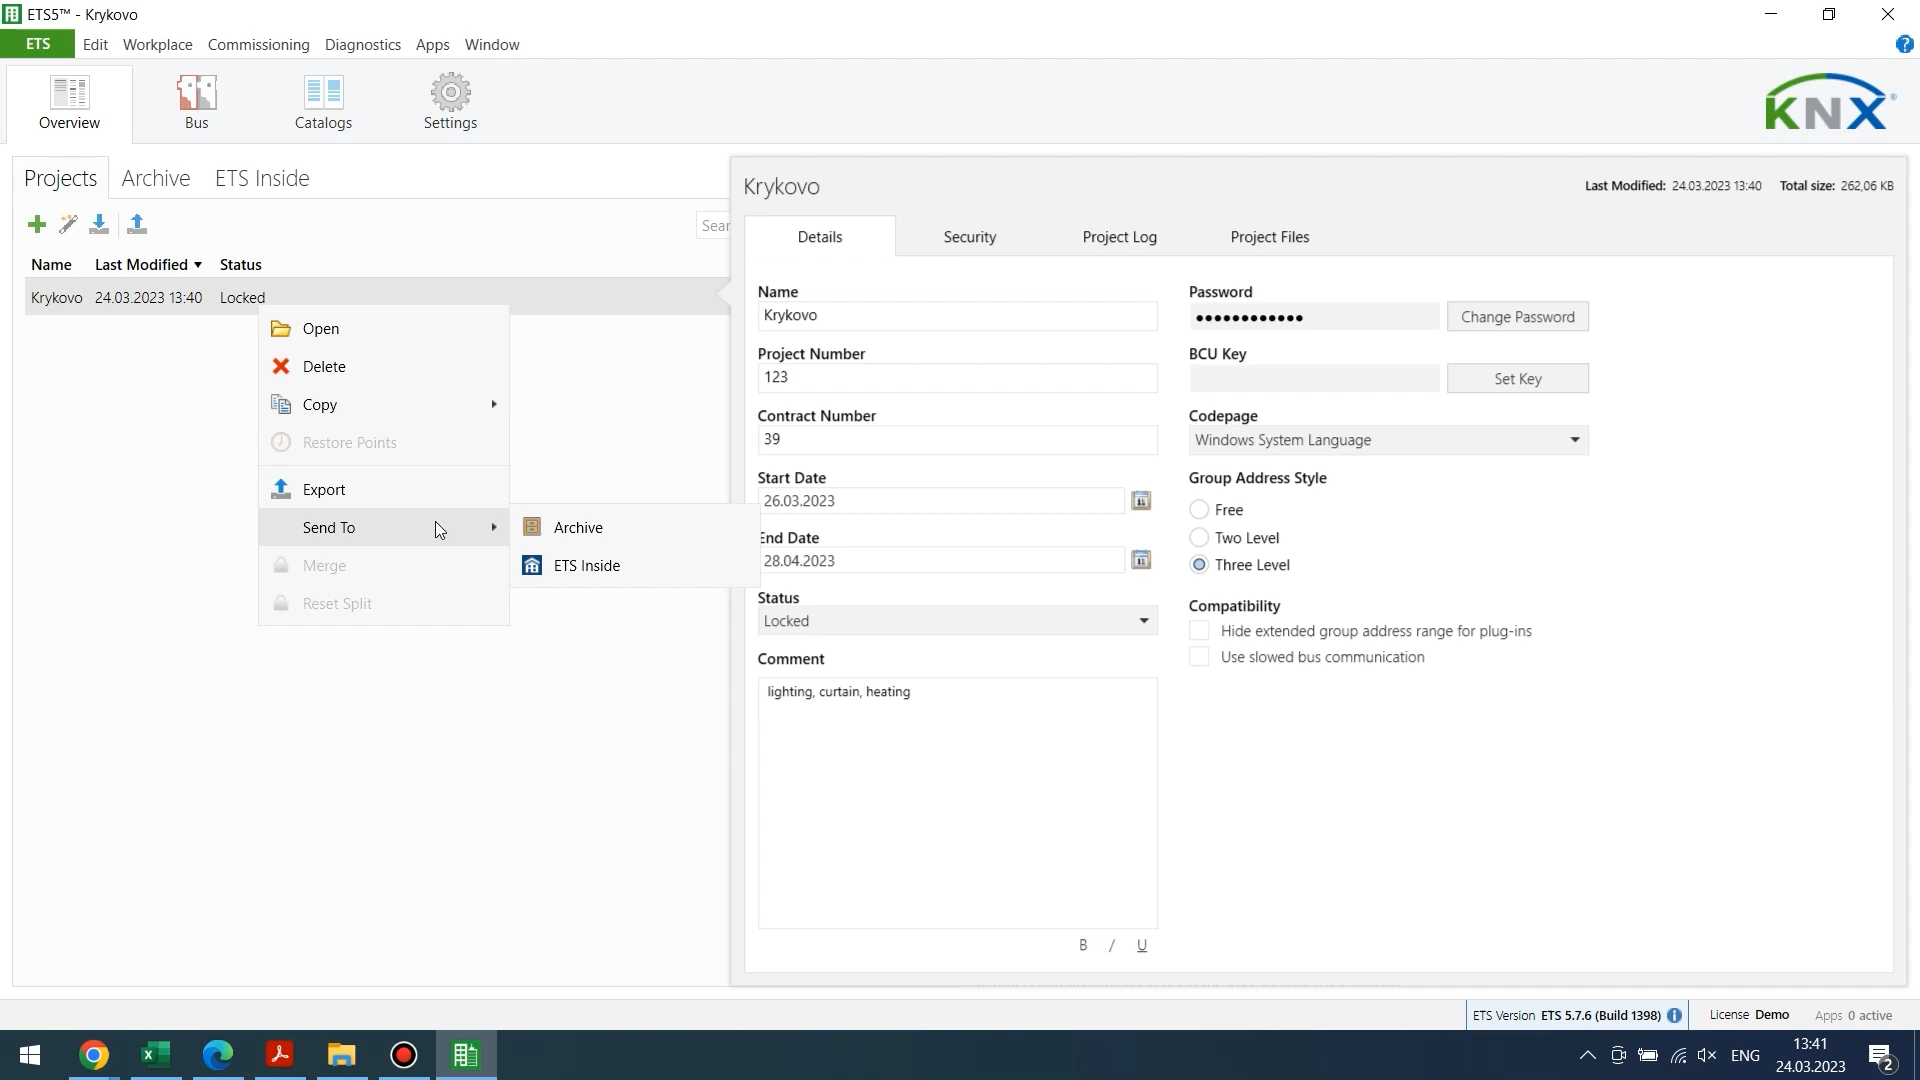 ETS5™ - Krykovo
ETS Edit Workplace Commissioning Diagnostics Apps Window
Overview Bus Catalogs Settings
KNX®
Projects Archive ETS Inside
Sear
Name Last Modified Status
Krykovo 24.03.2023 13:40 Locked
Open
Delete
Copy
Restore Points
Export
Send To
Merge
Reset Split
Archive
ETS Inside
Krykovo
Last Modified: 24.03.2023 13:40 Total size: 262,06 KB
Details Security Project Log Project Files
Name
Krykovo
Project Number
123
Contract Number
39
Start Date
26.03.2023
End Date
28.04.2023
Status
Locked
Comment
lighting, curtain, heating
B / U
Password
●●●●●●●●●●●●
Change Password
BCU Key
Set Key
Codepage
Windows System Language
Group Address Style
Free
Two Level
Three Level
Compatibility
Hide extended group address range for plug-ins
Use slowed bus communication
ETS Version ETS 5.7.6 (Build 1398) License Demo Apps 0 active
ENG
13:41
24.03.2023
2